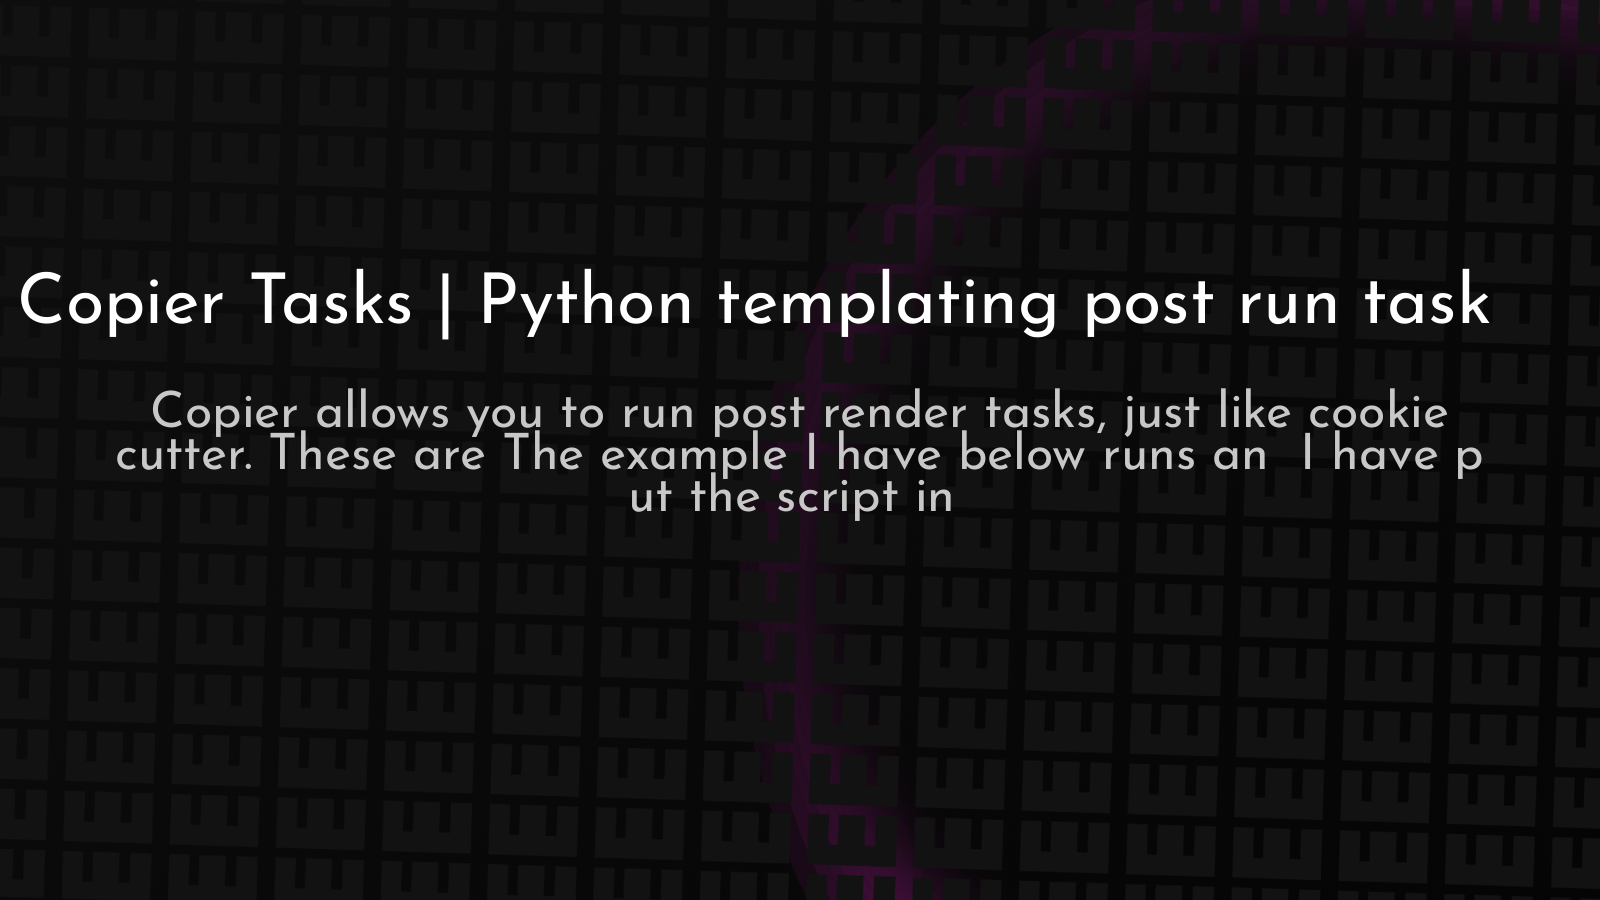 Copier Tasks | Python templating post run task
Copier allows you to run post render tasks, just like cookie
cutter. These are The example I have below runs an  I have p
ut the script in